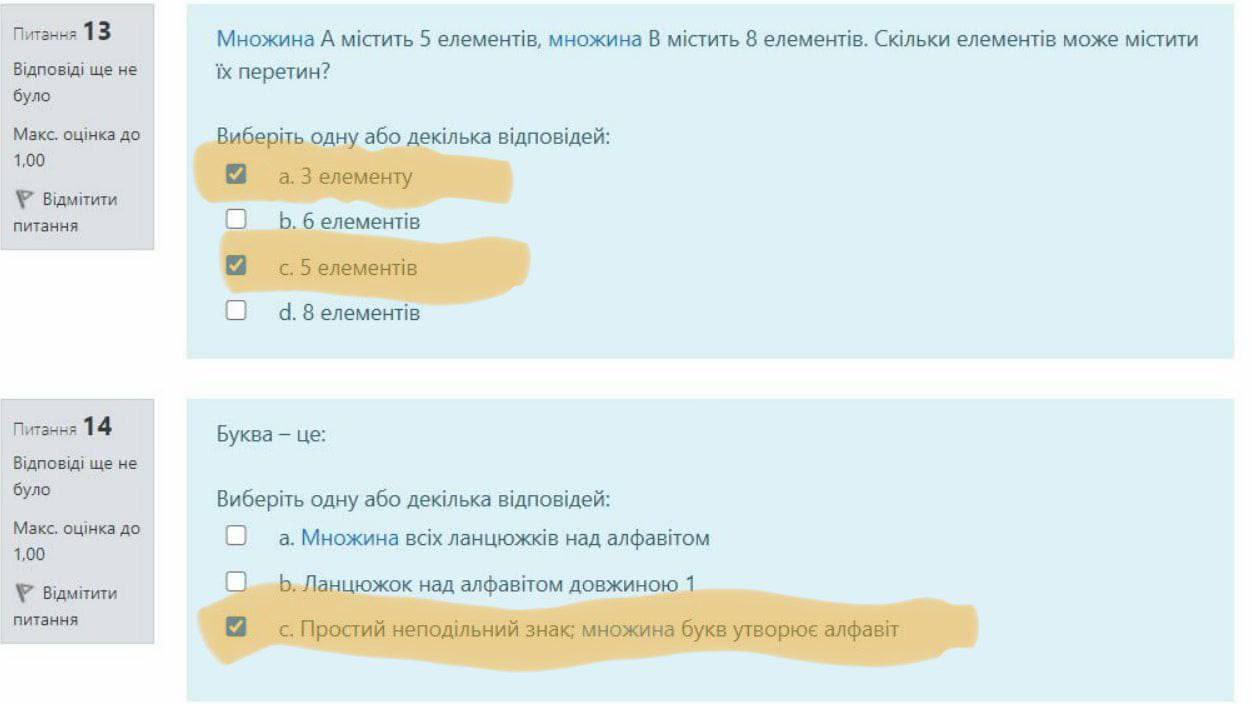 Питання 13
Відповіді ще не
було
Макс. оцінка до
1,00
Відмітити
питання
Множина А містить 5 елементів, множина В містить 8 елементів. Скільки елементів може містити
їх перетин?
Виберіть одну або декілька відповідей:
a. 3 елементу
b. 6 елементів
c. 5 елементів
d. 8 елементів
Питання 14
Відповіді ще не
було
Макс. оцінка до
1,00
Відмітити
питання
Буква – це:
Виберіть одну або декілька відповідей:
a. Множина всіх ланцюжків над алфавітом
b. Ланцюжок над алфавітом довжиною 1
c. Простий неподільний знак; множина букв утворює алфавіт